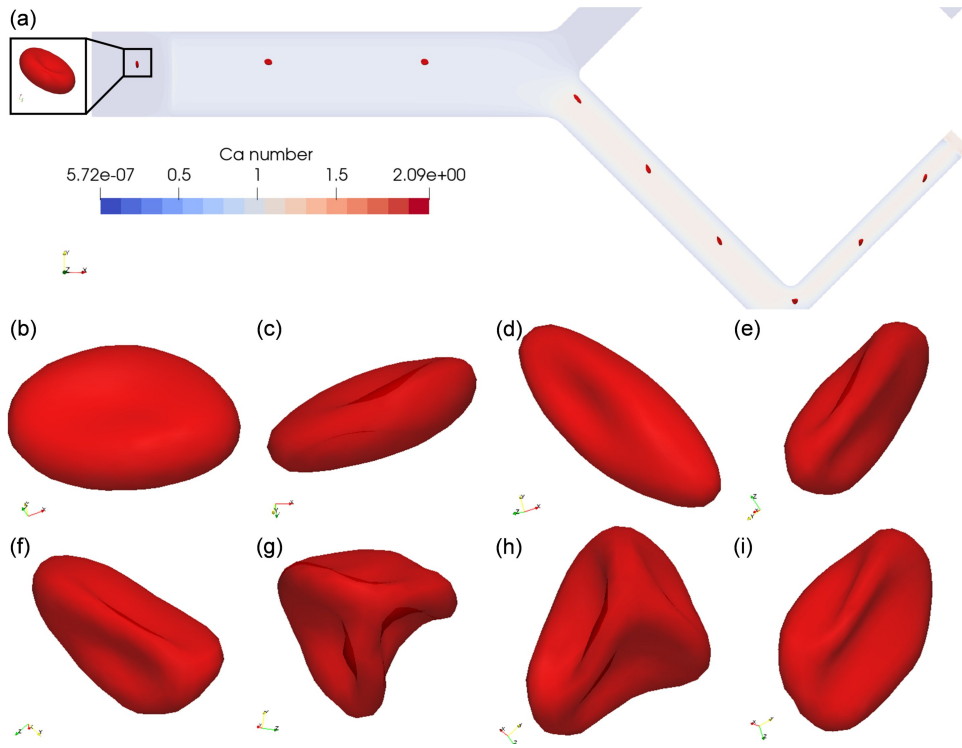 (a)
Ca number
5.72e-07 0.5 1 1.5 2.09e+00
Y
Z X
(b) (c) (d) (e)
(f) (g) (h) (i)